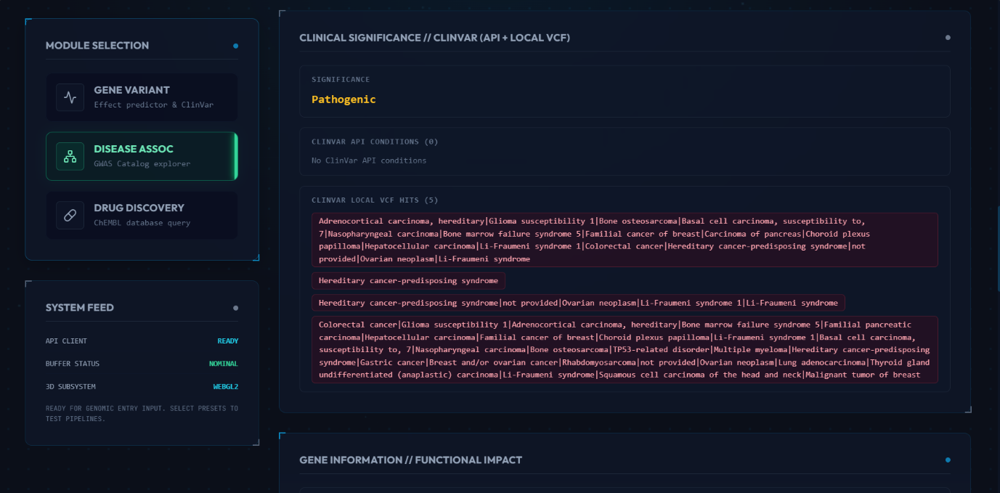 MODULE SELECTION
GENE VARIANT
Effect predictor & ClinVar
DISEASE ASSOC
GWAS Catalog explorer
DRUG DISCOVERY
ChEMBL database query
SYSTEM FEED
API CLIENT READY
BUFFER STATUS NOMINAL
3D SUBSYSTEM WEBGL2
READY FOR GENOMIC ENTRY INPUT. SELECT PRESETS TO
TEST PIPELINES.
CLINICAL SIGNIFICANCE // CLINVAR (API + LOCAL VCF)
SIGNIFICANCE
Pathogenic
CLINVAR API CONDITIONS (0)
No ClinVar API conditions
CLINVAR LOCAL VCF HITS (5)
Adrenocortical carcinoma, hereditary|Glioma susceptibility 1|Bone osteosarcoma|Basal cell carcinoma, susceptibility to,
7|Nasopharyngeal carcinoma|Bone marrow failure syndrome 5|Familial cancer of breast|Carcinoma of pancreas|Choroid plexus
papilloma|Hepatocellular carcinoma|Li-Fraumeni syndrome 1|Colorectal cancer|Hereditary cancer-predisposing syndrome|not
provided|Ovarian neoplasm|Li-Fraumeni syndrome
Hereditary cancer-predisposing syndrome
Hereditary cancer-predisposing syndrome|not provided|Ovarian neoplasm|Li-Fraumeni syndrome 1|Li-Fraumeni syndrome
Colorectal cancer|Glioma susceptibility 1|Adrenocortical carcinoma, hereditary|Bone marrow failure syndrome 5|Familial pancreatic
carcinoma|Hepatocellular carcinoma|Familial cancer of breast|Choroid plexus papilloma|Li-Fraumeni syndrome 1|Basal cell carcinoma,
susceptibility to, 7|Nasopharyngeal carcinoma|Bone osteosarcoma|TP53-related disorder|Multiple myeloma|Hereditary cancer-predisposing
syndrome|Gastric cancer|Breast and/or ovarian cancer|Rhabdomyosarcoma|not provided|Ovarian neoplasm|Lung adenocarcinoma|Thyroid gland
undifferentiated (anaplastic) carcinoma|Li-Fraumeni syndrome|Squamous cell carcinoma of the head and neck|Malignant tumor of breast
GENE INFORMATION // FUNCTIONAL IMPACT